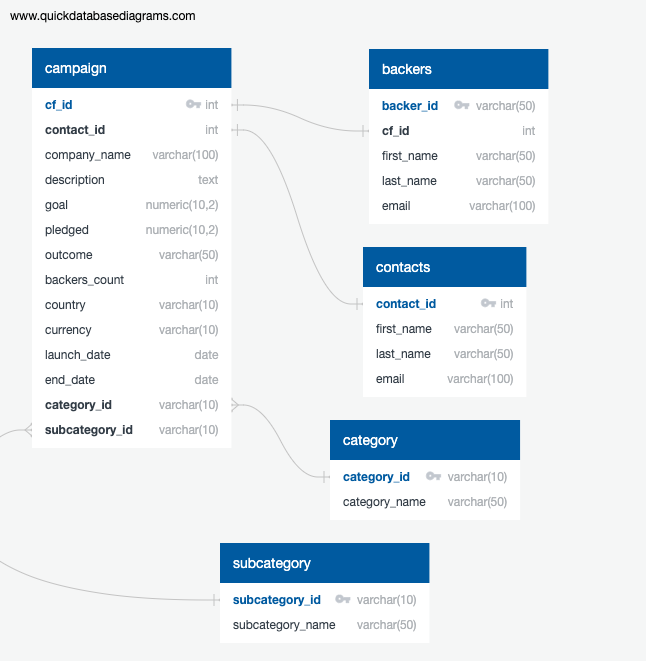 www.quickdatabasediagrams.com
campaign
cf_id int
contact_id int
company_name varchar(100)
description text
goal numeric(10,2)
pledged numeric(10,2)
outcome varchar(50)
backers_count int
country varchar(10)
currency varchar(10)
launch_date date
end_date date
category_id varchar(10)
subcategory_id varchar(10)
backers
backer_id varchar(50)
cf_id int
first_name varchar(50)
last_name varchar(50)
email varchar(100)
contacts
contact_id int
first_name varchar(50)
last_name varchar(50)
email varchar(100)
category
category_id varchar(10)
category_name varchar(50)
subcategory
subcategory_id varchar(10)
subcategory_name varchar(50)